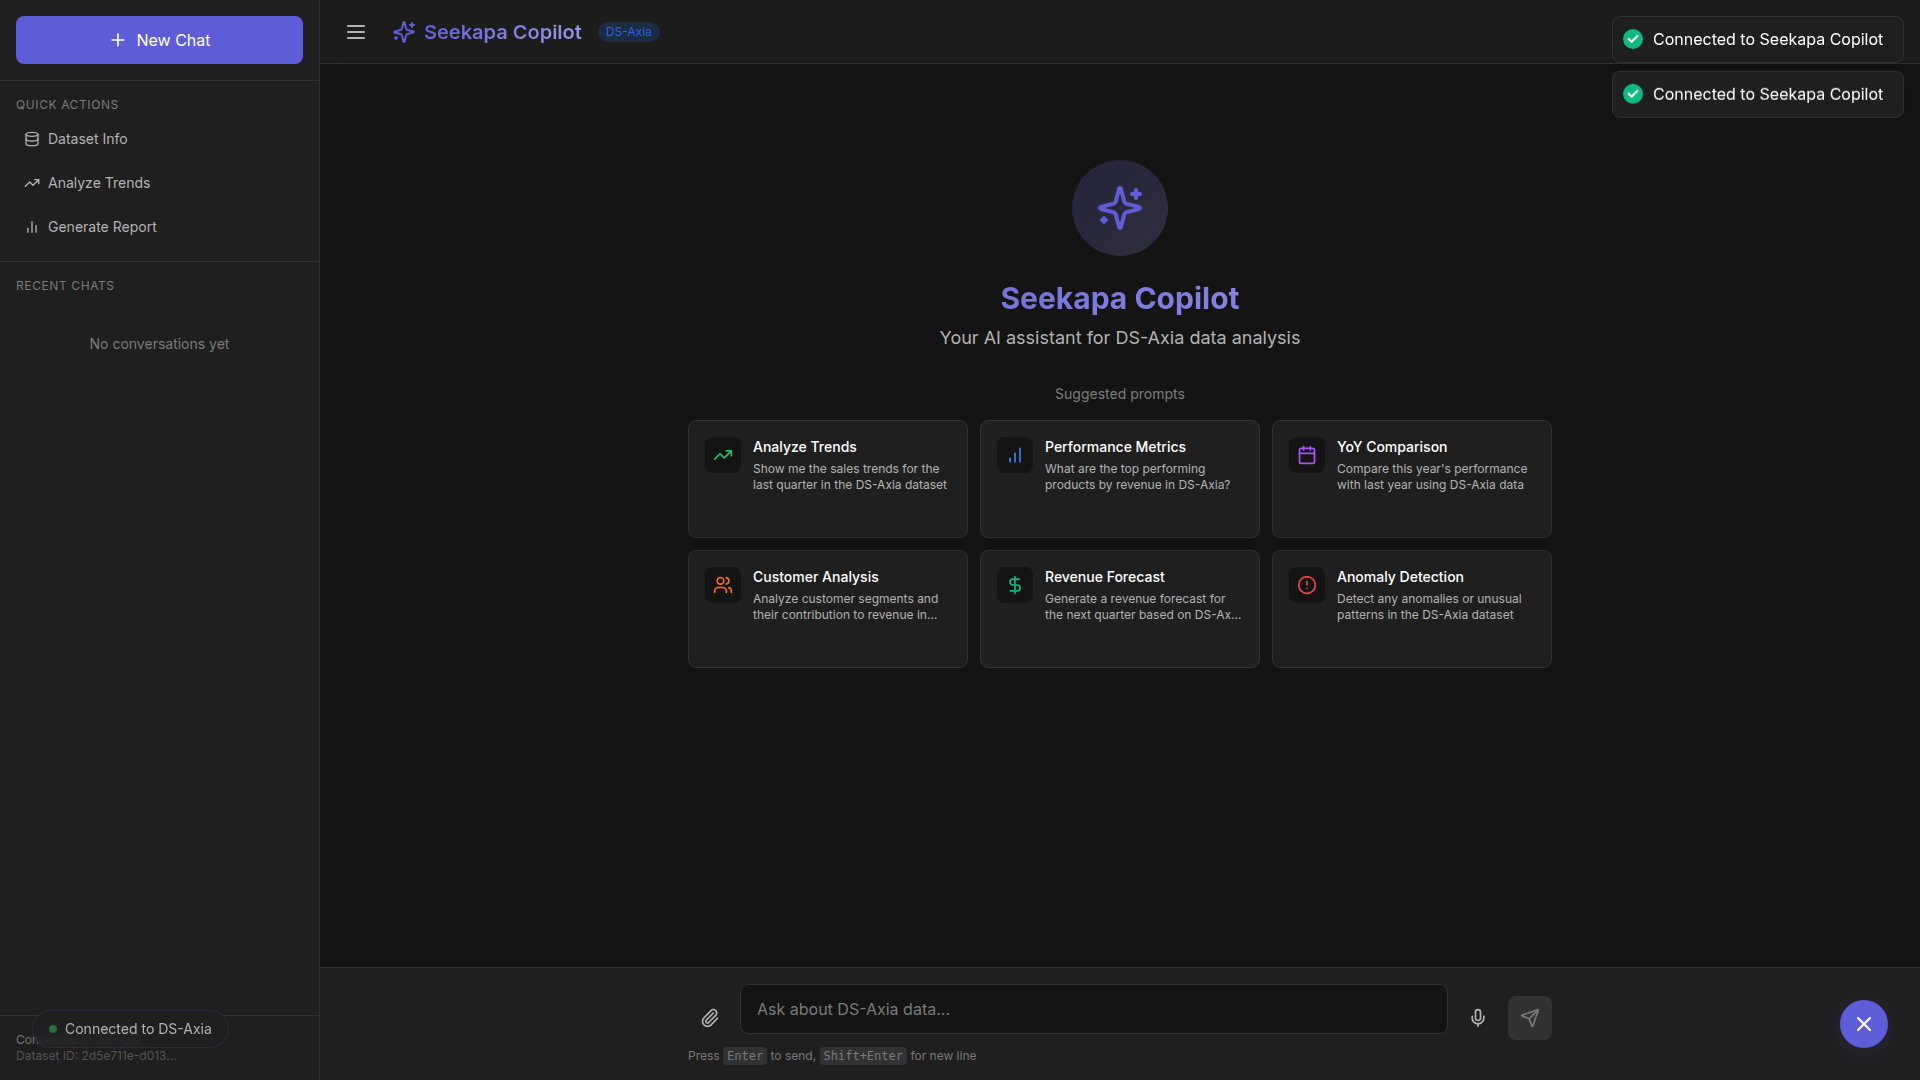 New Chat
QUICK ACTIONS
Dataset Info
Analyze Trends
Generate Report
RECENT CHATS
No conversations yet
Connected to DS-Axia
Dataset ID: 2d5e711e-d013...
Seekapa Copilot
DS-Axia
Connected to Seekapa Copilot
Connected to Seekapa Copilot
Seekapa Copilot
Your AI assistant for DS-Axia data analysis
Suggested prompts
Analyze Trends
Show me the sales trends for the
last quarter in the DS-Axia dataset
Performance Metrics
What are the top performing
products by revenue in DS-Axia?
YoY Comparison
Compare this year's performance
with last year using DS-Axia data
Customer Analysis
Analyze customer segments and
their contribution to revenue in...
Revenue Forecast
Generate a revenue forecast for
the next quarter based on DS-Ax...
Anomaly Detection
Detect any anomalies or unusual
patterns in the DS-Axia dataset
Ask about DS-Axia data...
Press Enter to send, Shift+Enter for new line